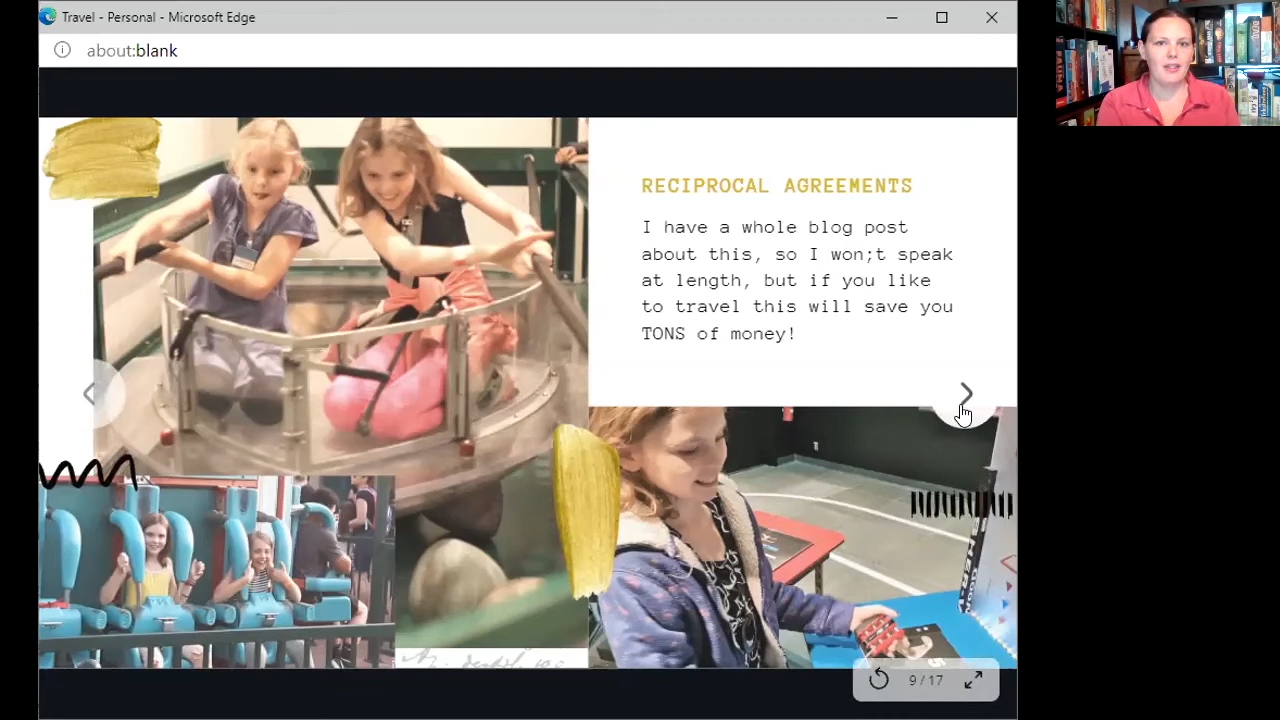 Travel - Personal - Microsoft Edge
about:blank
RECIPROCAL AGREEMENTS
I have a whole blog post
about this, so I won;t speak
at length, but if you like
to travel this will save you
TONS of money!
9/17